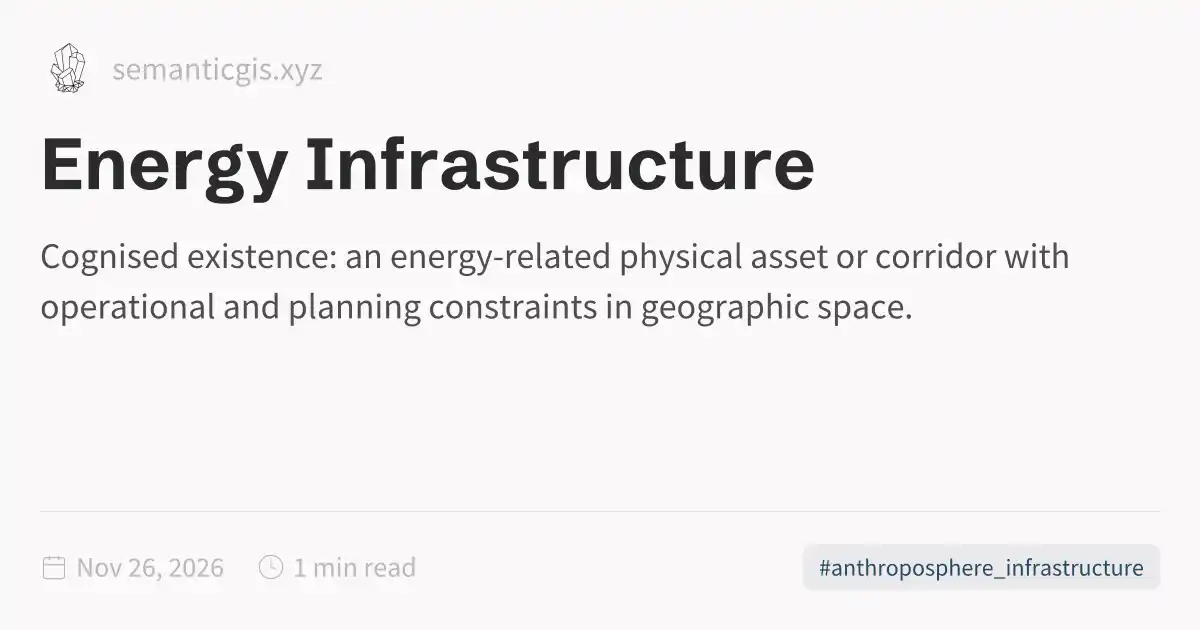 semanticgis.xyz
Energy Infrastructure
Cognised existence: an energy-related physical asset or corridor with
operational and planning constraints in geographic space.
Nov 26, 2026
1 min read
#anthroposphere_infrastructure